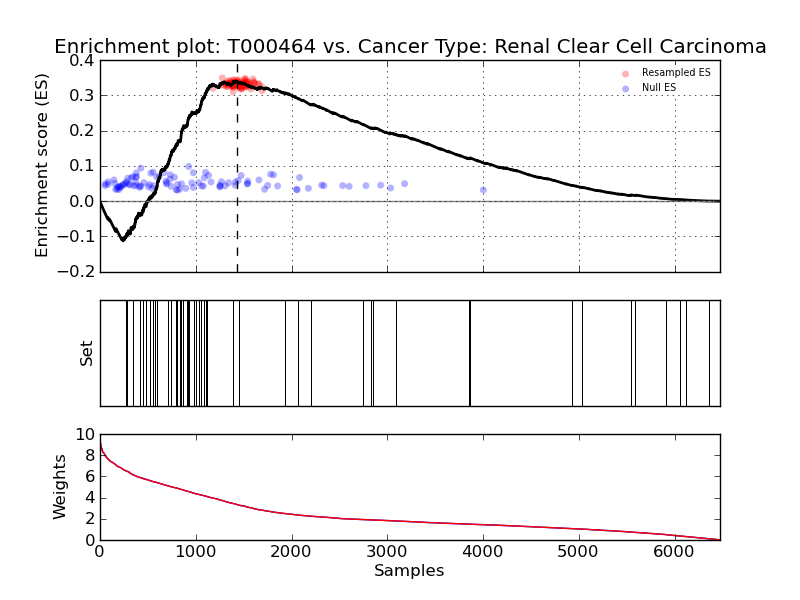 Enrichment plot: T000464 vs. Cancer Type: Renal Clear Cell Carcinoma
Enrichment score (ES)
0.4
0.3
0.2
0.1
0.0
−0.1
−0.2
Resampled ES
Null ES
Set
Weights
10
8
6
4
2
0
0 1000 2000 3000 4000 5000 6000
Samples